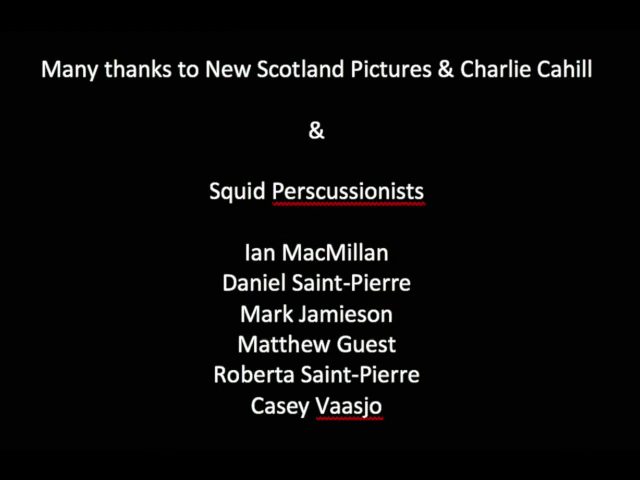 Many thanks to New Scotland Pictures & Charlie Cahill
&
Squid Perscussionists
Ian MacMillan
Daniel Saint-Pierre
Mark Jamieson
Matthew Guest
Roberta Saint-Pierre
Casey Vaasjo